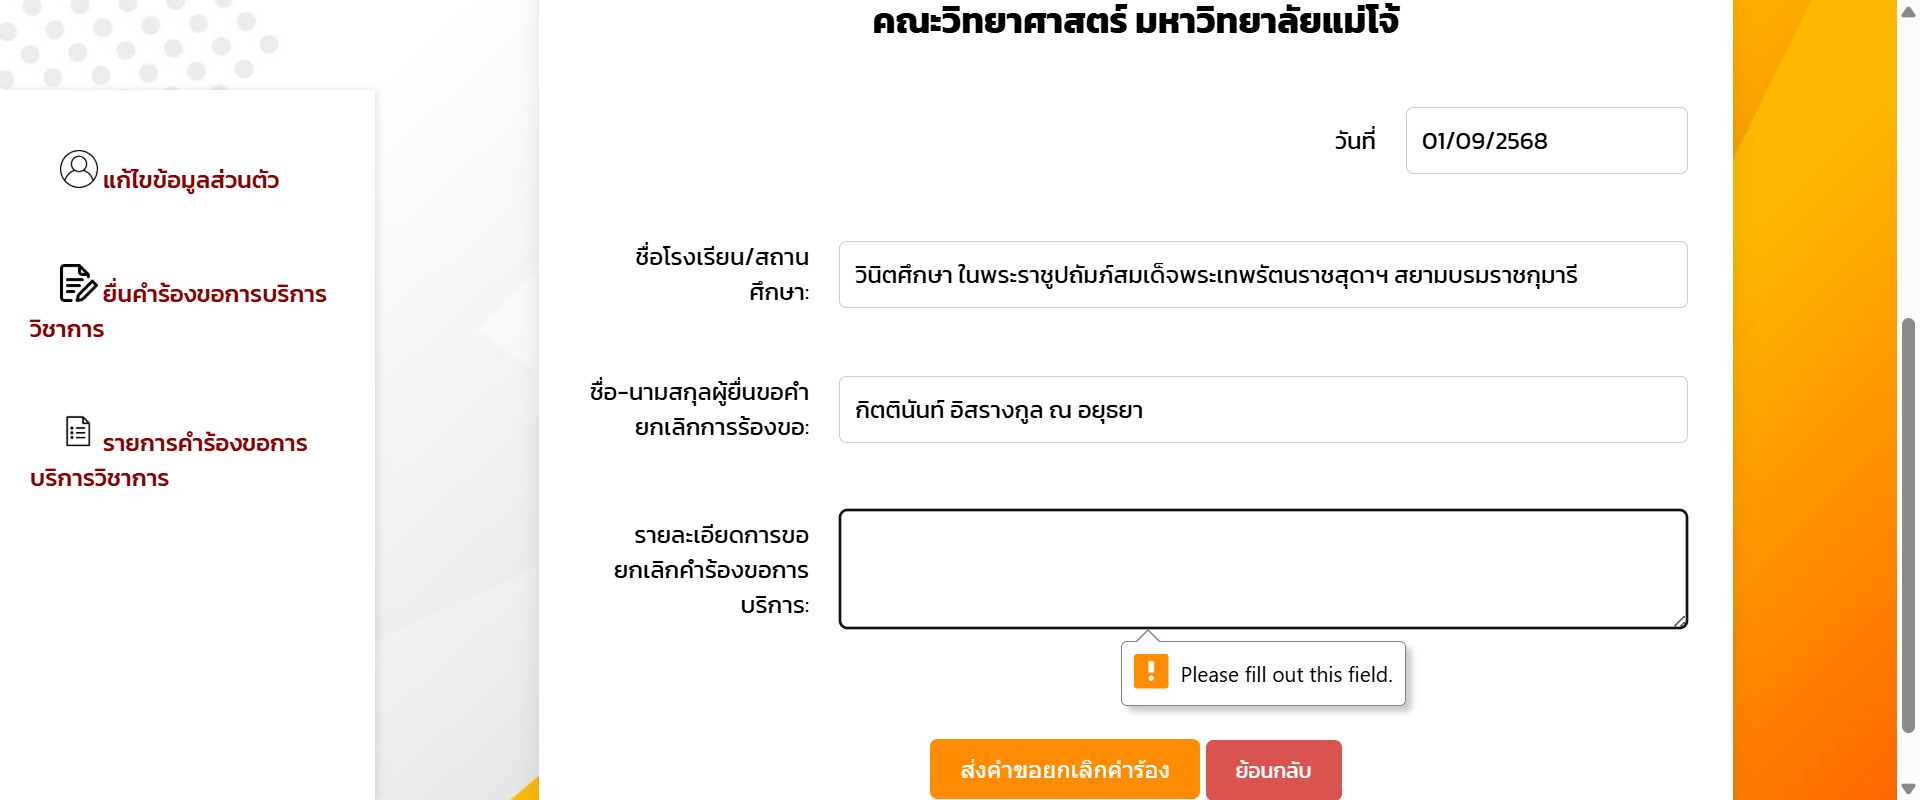 คณะวิทยาศาสตร์ มหาวิทยาลัยแม่โจ้
วันที่
01/09/2568
แก้ไขข้อมูลส่วนตัว
ยื่นคำร้องขอการบริการ
วิชาการ
รายการคำร้องขอการ
บริการวิชาการ
ชื่อโรงเรียน/สถาน
ศึกษา:
วินิตศึกษา ในพระราชูปถัมภ์สมเด็จพระเทพรัตนราชสุดาฯ สยามบรมราชกุมารี
ชื่อ-นามสกุลผู้ยื่นขอคำ
ยกเลิกการร้องขอ:
กิตตินันท์ อิสรางกูล ณ อยุธยา
รายละเอียดการขอ
ยกเลิกคำร้องขอการ
บริการ:
Please fill out this field.
ส่งคำขอยกเลิกคำร้อง
ย้อนกลับ